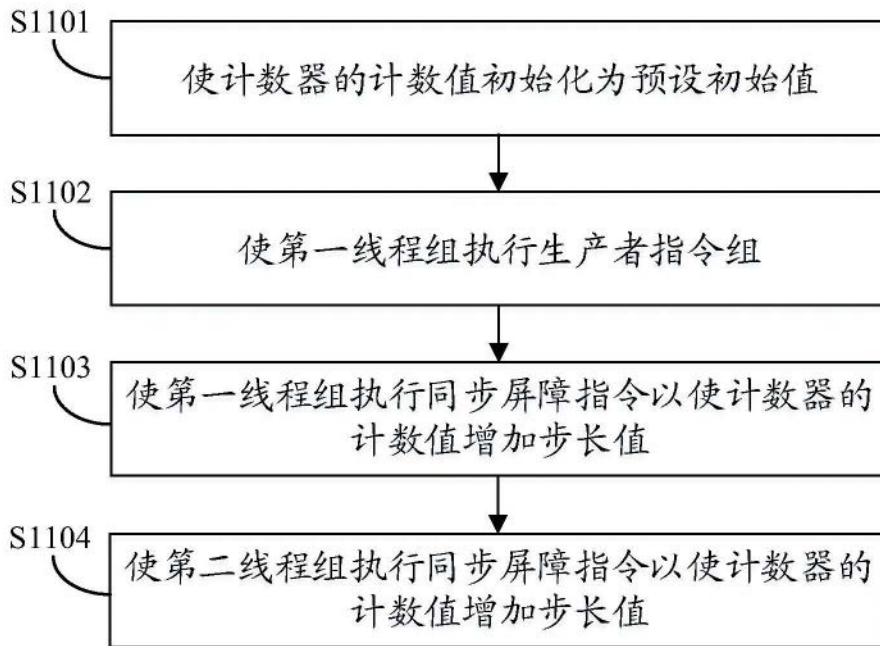 S1101
使计数器的计数值初始化为预设初始值
S1102
使第一线程组执行生产者指令组
S1103
使第一线程组执行同步屏障指令以使计数器的
计数值增加步长值
S1104
使第二线程组执行同步屏障指令以使计数器的
计数值增加步长值